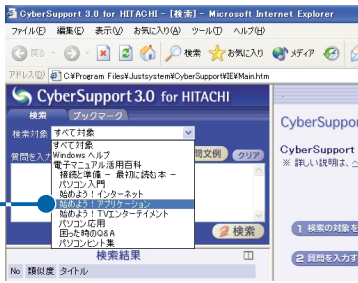 CyberSupport 3.0 for HITACHI - [検索] - Microsoft Internet Explorer
ファイル(F) 編集(E) 表示(V) お気に入り(A) ツール(T) ヘルプ(H)
戻る 検索 お気に入り メディア
アドレス(D) C:¥Program Files¥Justsystem¥CyberSupport¥IE¥Main.htm
CyberSupport 3.0 for HITACHI
検索 ブックマーク
検索対象 すべて対象
質問を入 問文例 クリア
すべて対象
Windows ヘルプ
電子マニュアル活用百科
接続と準備 - 最初に読む本 -
パソコン入門
始めよう!インターネット
始めよう!アプリケーション
始めよう!TVエンターテイメント
パソコン応用
困った時のQ&A
パソコンヒント集
2 検索
検索結果
No 類似度 タイトル
CyberSuppo
CyberSupport
※ 詳しい説明は、
1 検索の対象を
2 質問を入力す